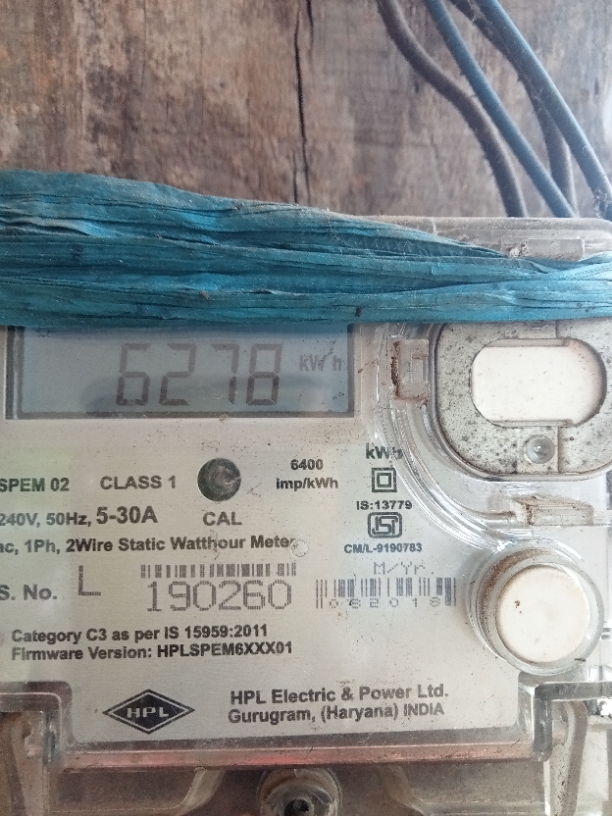 6278 kWh
SPEM 02 CLASS 1
6400
imp/kWh
kWh
240V, 50Hz, 5-30A
CAL
IS:13779
ISI
CM/L-9190783
ac, 1Ph, 2Wire Static Watthour Meter
S. No. L 190260
M/Yr
062018
Category C3 as per IS 15959:2011
Firmware Version: HPLSPEM6XXX01
HPL
HPL Electric & Power Ltd.
Gurugram, (Haryana) INDIA